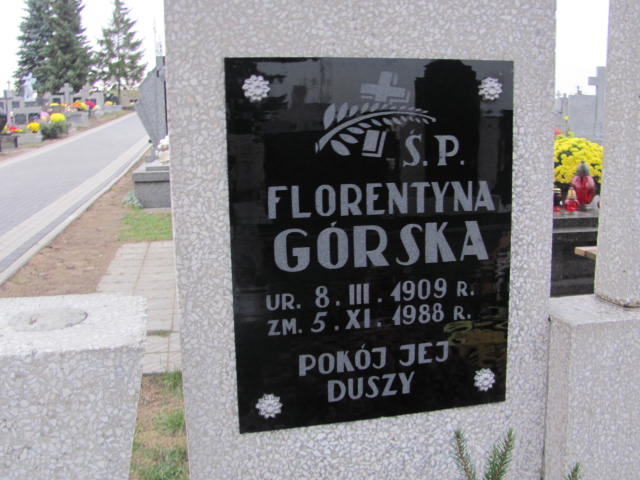 Ś.P.
FLORENTYNA
GÓRSKA
UR. 8.III.1909 R.
ZM. 5.XI.1988 R.
POKÓJ JEJ
DUSZY